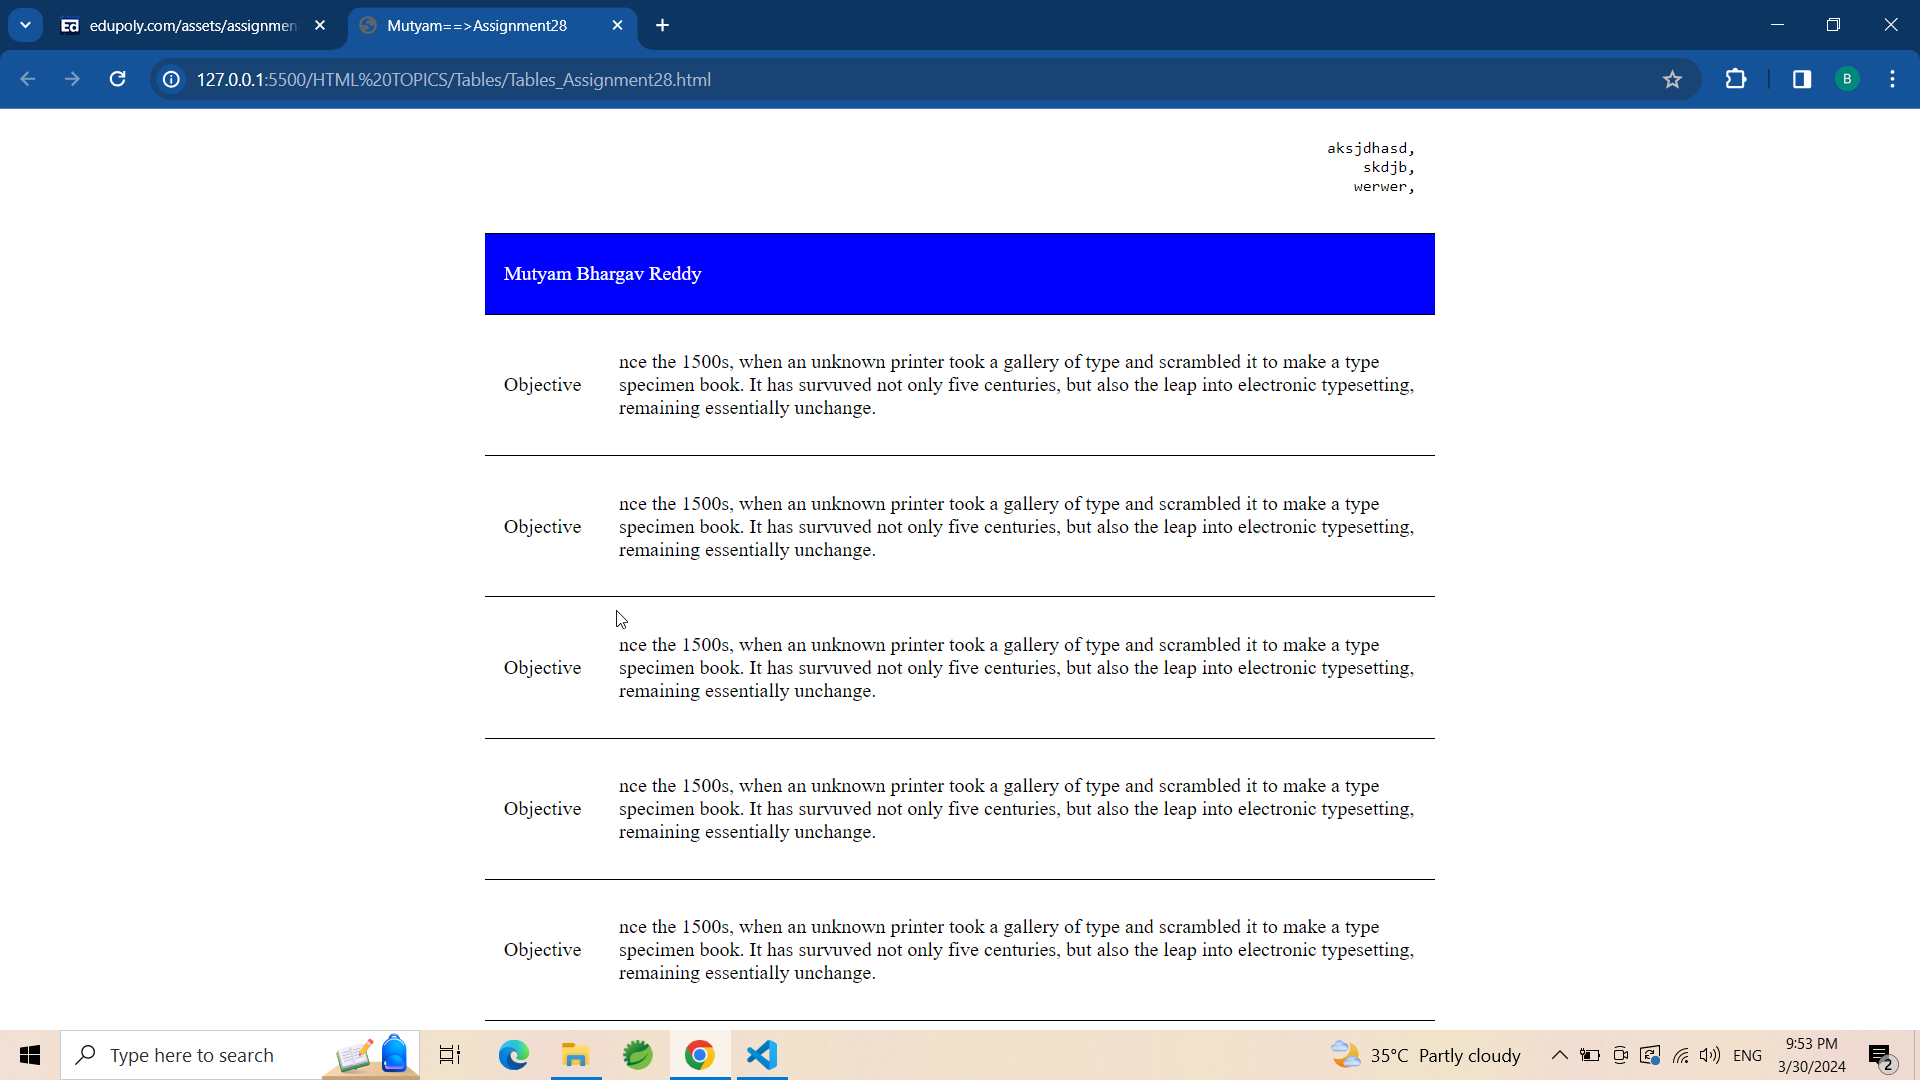 edupoly.com/assets/assignmen
Mutyam==>Assignment28
127.0.0.1:5500/HTML%20TOPICS/Tables/Tables_Assignment28.html
B
aksjdhasd,
skdjb,
werwer,
Mutyam Bhargav Reddy
Objective
nce the 1500s, when an unknown printer took a gallery of type and scrambled it to make a type
specimen book. It has survuved not only five centuries, but also the leap into electronic typesetting,
remaining essentially unchange.
Objective
nce the 1500s, when an unknown printer took a gallery of type and scrambled it to make a type
specimen book. It has survuved not only five centuries, but also the leap into electronic typesetting,
remaining essentially unchange.
Objective
nce the 1500s, when an unknown printer took a gallery of type and scrambled it to make a type
specimen book. It has survuved not only five centuries, but also the leap into electronic typesetting,
remaining essentially unchange.
Objective
nce the 1500s, when an unknown printer took a gallery of type and scrambled it to make a type
specimen book. It has survuved not only five centuries, but also the leap into electronic typesetting,
remaining essentially unchange.
Objective
nce the 1500s, when an unknown printer took a gallery of type and scrambled it to make a type
specimen book. It has survuved not only five centuries, but also the leap into electronic typesetting,
remaining essentially unchange.
Type here to search
35°C Partly cloudy
ENG
9:53 PM
3/30/2024
2